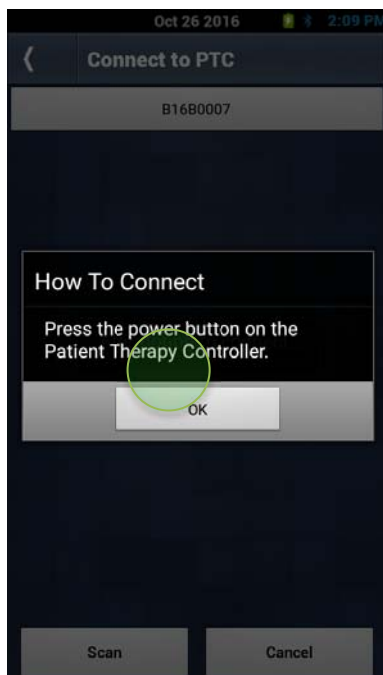 Oct 26 2016 2:09 PM
Connect to PTC
B16B0007
How To Connect
Press the power button on the
Patient Therapy Controller.
OK
Scan Cancel